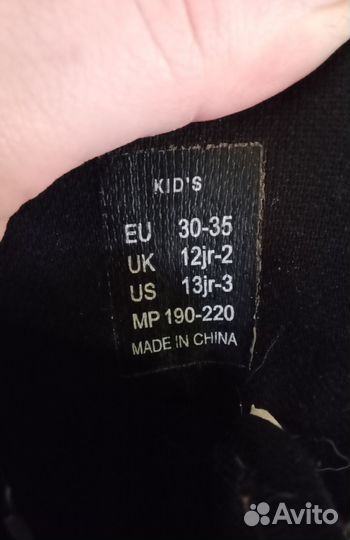 KID'S
EU 30-35
UK 12jr-2
US 13jr-3
MP 190-220
MADE IN CHINA
Avito